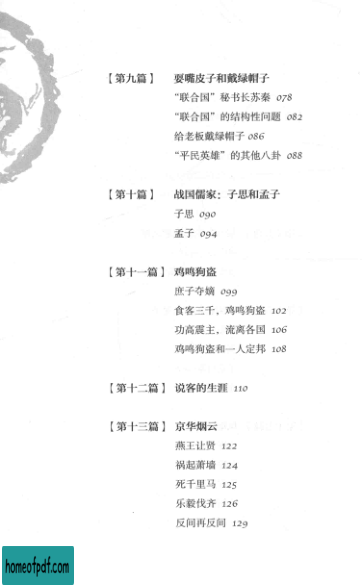 【第九篇】 耍嘴皮子和戴绿帽子
“联合国”秘书长苏秦 078
“联合国”的结构性问题 082
给老板戴绿帽子 086
“平民英雄”的其他八卦 088
【第十篇】 战国儒家：子思和孟子
子思 090
孟子 094
【第十一篇】 鸡鸣狗盗
庶子夺嫡 099
食客三千，鸡鸣狗盗 102
功高震主，流离各国 106
鸡鸣狗盗和一人定邦 108
【第十二篇】 说客的生涯 110
【第十三篇】 京华烟云
燕王让贤 122
祸起萧墙 124
死千里马 125
乐毅伐齐 126
反间再反间 129
homeofpdf.com